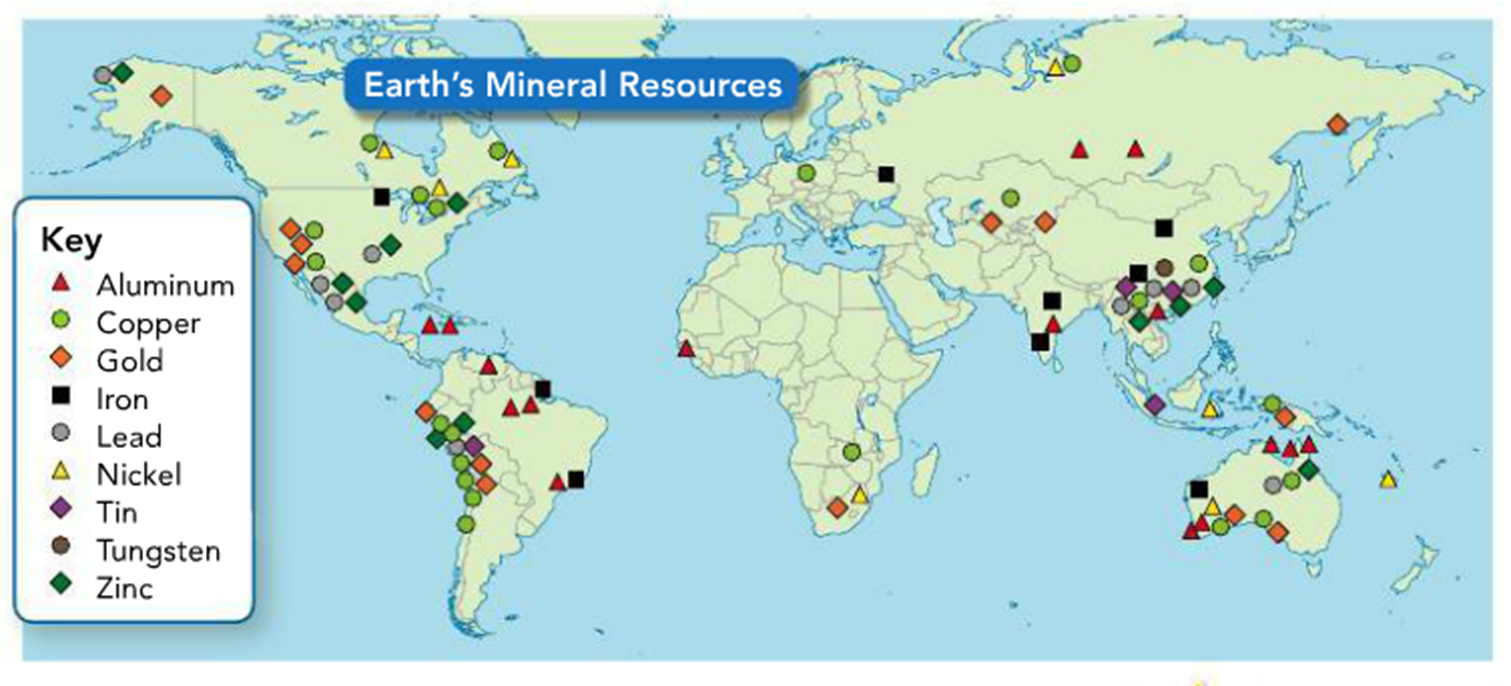 Earth's Mineral Resources
Key
Aluminum
Copper
Gold
Iron
Lead
Nickel
Tin
Tungsten
Zinc